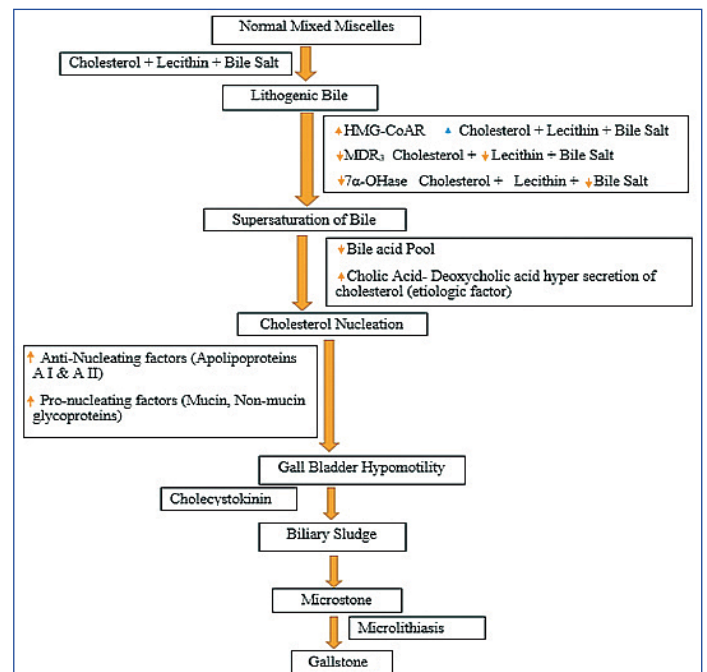 Normal Mixed Miscelles
Cholesterol + Lecithin + Bile Salt
Lithogenic Bile
↑HMG-CoAR ▲ Cholesterol + Lecithin + Bile Salt
↓MDR₃ Cholesterol + ↓Lecithin + Bile Salt
↓7α-OHase Cholesterol + Lecithin + ↓Bile Salt
Supersaturation of Bile
↓Bile acid Pool
↑Cholic Acid- Deoxycholic acid hyper secretion of
cholesterol (etiologic factor)
Cholesterol Nucleation
↑ Anti-Nucleating factors (Apolipoproteins
A I & A II)
↑ Pro-nucleating factors (Mucin, Non-mucin
glycoproteins)
Gall Bladder Hypomotility
Cholecystokinin
Biliary Sludge
Microstone
Microlithiasis
Gallstone